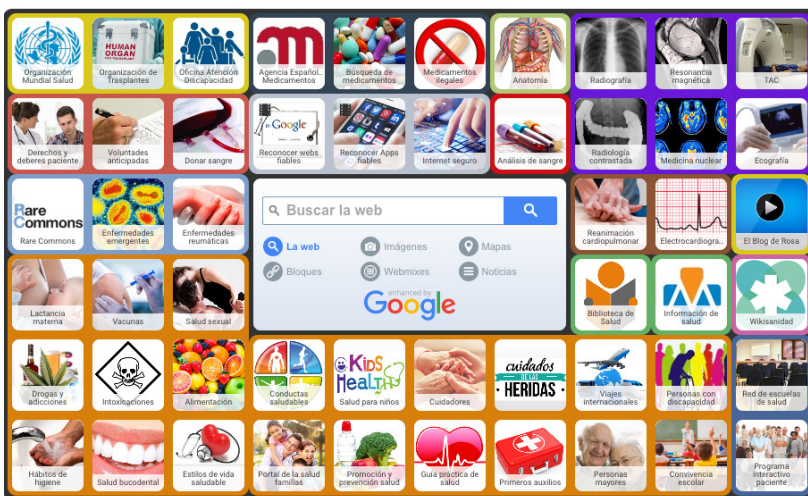 Organización
Mundial Salud
HUMAN
ORGAN
FOR TRANSPLANT
Organización de
Trasplantes
Oficina Atención
Discapacidad
Agencia Español...
Medicamentos
Búsqueda de
medicamentos
Medicamentos
ilegales
Anatomía
Radiografía
Resonancia
magnética
TAC
Derechos y
deberes paciente
Voluntades
anticipadas
Donar sangre
Google
Reconocer webs
fiables
Reconocer Apps
fiables
Internet seguro
Análisis de sangre
Radiología
contrastada
Medicina nuclear
Ecografía
Rare
Commons
Rare Commons
Enfermedades
emergentes
Enfermedades
reumáticas
Buscar la web
La web
Imágenes
Mapas
Bloques
Webmixes
Noticias
enhanced by
Google
Reanimación
cardiopulmonar
Electrocardiogra...
El Blog de Rosa
Lactancia
materna
Vacunas
Salud sexual
Biblioteca de
Salud
Información de
salud
Wikisanidad
Drogas y
adicciones
Intoxicaciones
Alimentación
Conductas
saludables
KiDS
HealtH
Salud para niños
Cuidadores
cuidados
DE LAS
HERIDAS
Viajes
internacionales
Personas con
discapacidad
Red de escuelas
de salud
Hábitos de
higiene
Salud bucodental
Estilos de vida
saludable
Portal de la salud
familias
Promoción y
prevención salud
Guía práctica de
salud
Primeros auxilios
Personas
mayores
Convivencia
escolar
Programa
interactivo
paciente